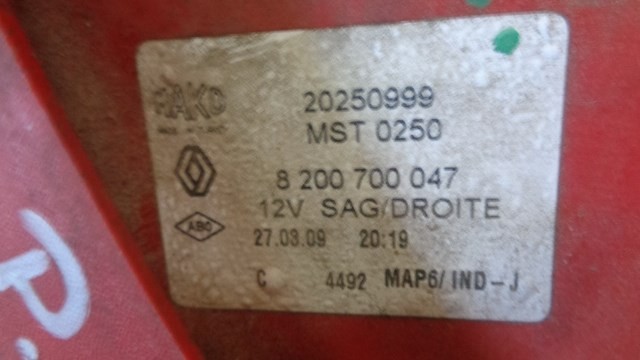 20250999
MST 0250
8 200 700 047
12V SAG/DROITE
27.03.09 20:19
C 4492 MAP6/ IND-J